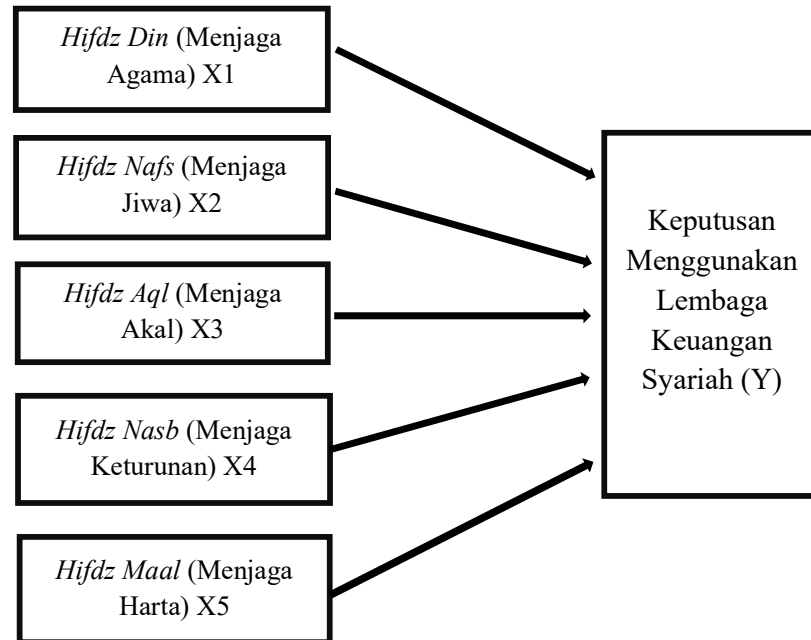 Hifdz Din (Menjaga
Agama) X1
Hifdz Nafs (Menjaga
Jiwa) X2
Hifdz Aql (Menjaga
Akal) X3
Hifdz Nasb (Menjaga
Keturunan) X4
Hifdz Maal (Menjaga
Harta) X5
Keputusan
Menggunakan
Lembaga
Keuangan
Syariah (Y)